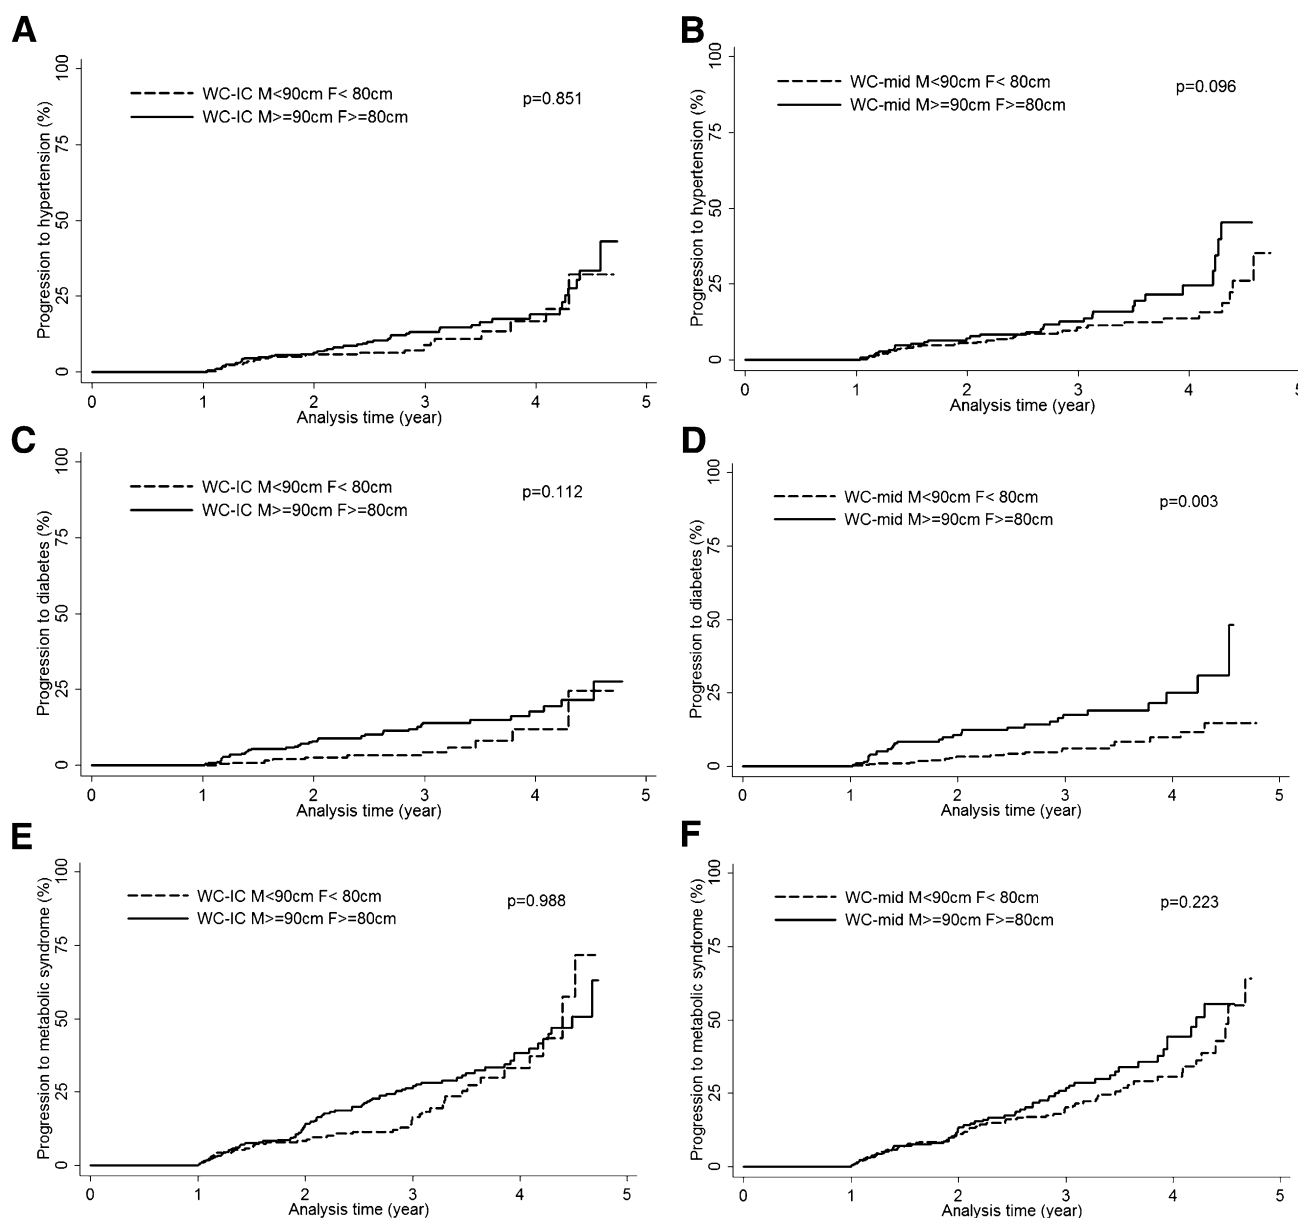 A
Progression to hypertension (%)
100
75
50
25
0
WC-IC M<90cm F< 80cm
WC-IC M>=90cm F>=80cm
p=0.851
0 1 2 3 4 5
Analysis time (year)
B
Progression to hypertension (%)
100
75
50
25
0
WC-mid M<90cm F< 80cm
WC-mid M>=90cm F>=80cm
p=0.096
0 1 2 3 4 5
Analysis time (year)
C
Progression to diabetes (%)
100
75
50
25
0
WC-IC M<90cm F< 80cm
WC-IC M>=90cm F>=80cm
p=0.112
0 1 2 3 4 5
Analysis time (year)
D
Progression to diabetes (%)
100
75
50
25
0
WC-mid M<90cm F< 80cm
WC-mid M>=90cm F>=80cm
p=0.003
0 1 2 3 4 5
Analysis time (year)
E
Progression to metabolic syndrome (%)
100
75
50
25
0
WC-IC M<90cm F< 80cm
WC-IC M>=90cm F>=80cm
p=0.988
0 1 2 3 4 5
Analysis time (year)
F
Progression to metabolic syndrome (%)
100
75
50
25
0
WC-mid M<90cm F< 80cm
WC-mid M>=90cm F>=80cm
p=0.223
0 1 2 3 4 5
Analysis time (year)